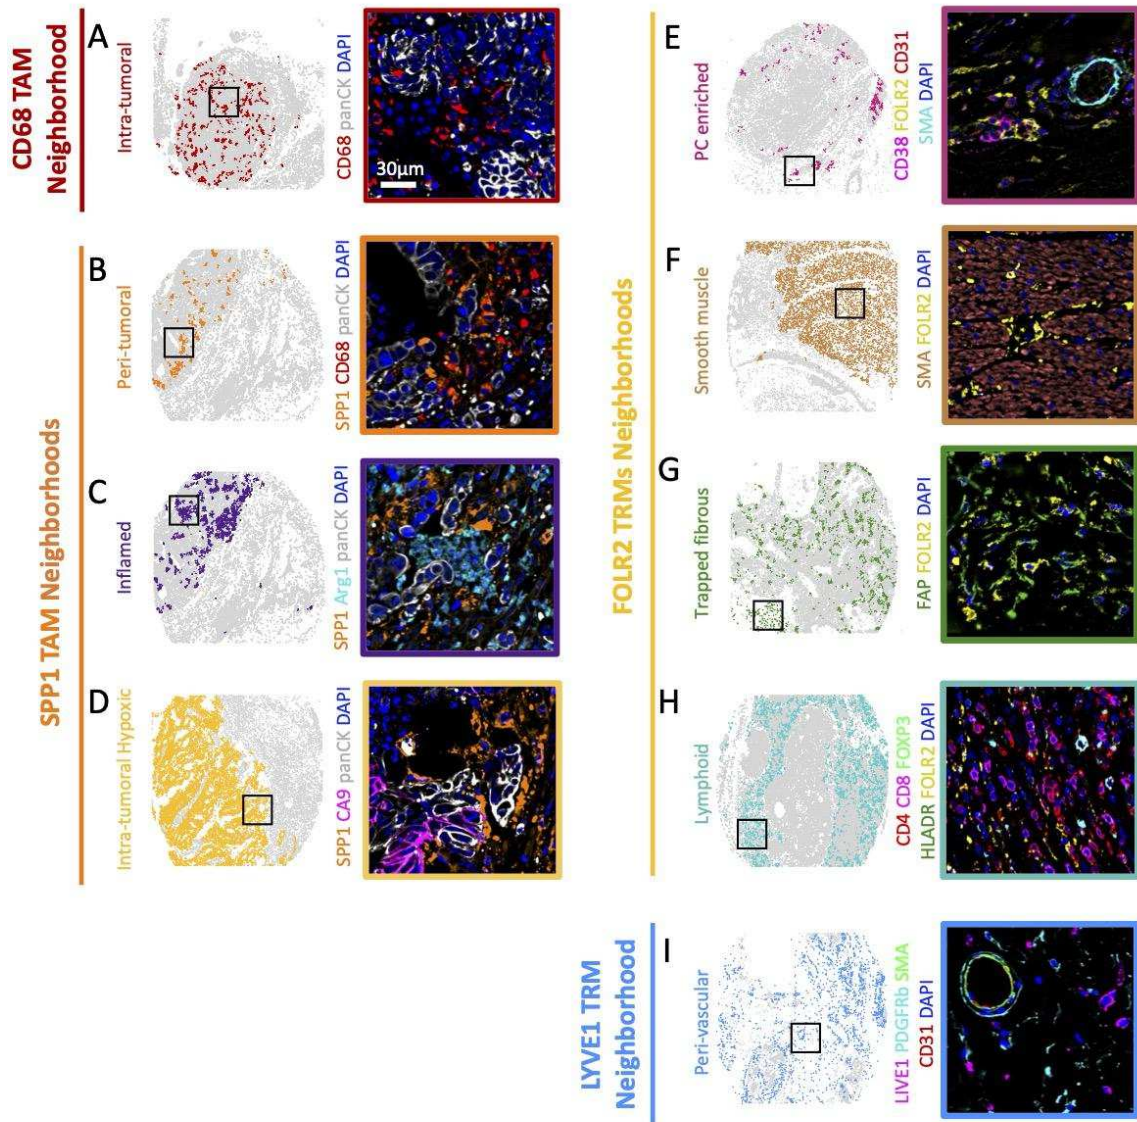 CD68 TAM
Neighborhood
A
Intra-tumoral
CD68 panCK DAPI
30µm
SPP1 TAM Neighborhoods
B
Peri-tumoral
SPP1 CD68 panCK DAPI
C
Inflamed
SPP1 Arg1 panCK DAPI
D
Intra-tumoral Hypoxic
SPP1 CA9 panCK DAPI
FOLR2 TRMs Neighborhoods
E
PC enriched
CD38 FOLR2 CD31
SMA DAPI
F
Smooth muscle
SMA FOLR2 DAPI
G
Trapped fibrous
FAP FOLR2 DAPI
H
Lymphoid
CD4 CD8 FOXP3
HLADR FOLR2 DAPI
LYVE1 TRM
Neighborhood
I
Peri-vascular
LIVE1 PDGFRb SMA
CD31 DAPI